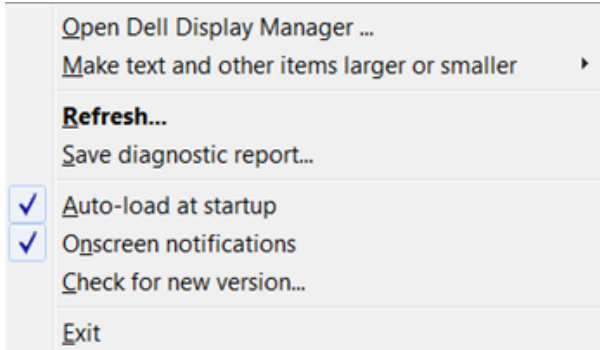 Open Dell Display Manager ...
Make text and other items larger or smaller
Refresh...
Save diagnostic report...
Auto-load at startup
Onscreen notifications
Check for new version...
Exit